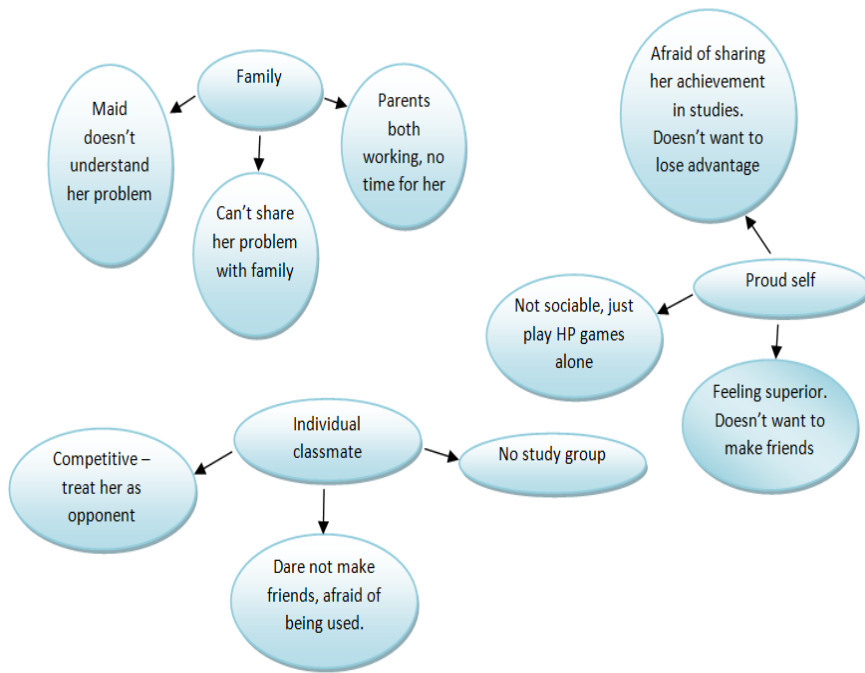 Family
Maid
doesn’t
understand
her problem
Can’t share
her problem
with family
Parents
both
working, no
time for her
Afraid of sharing
her achievement
in studies.
Doesn’t want to
lose advantage
Proud self
Not sociable, just
play HP games
alone
Feeling superior.
Doesn’t want to
make friends
Individual
classmate
Competitive –
treat her as
opponent
Dare not make
friends, afraid of
being used.
No study group